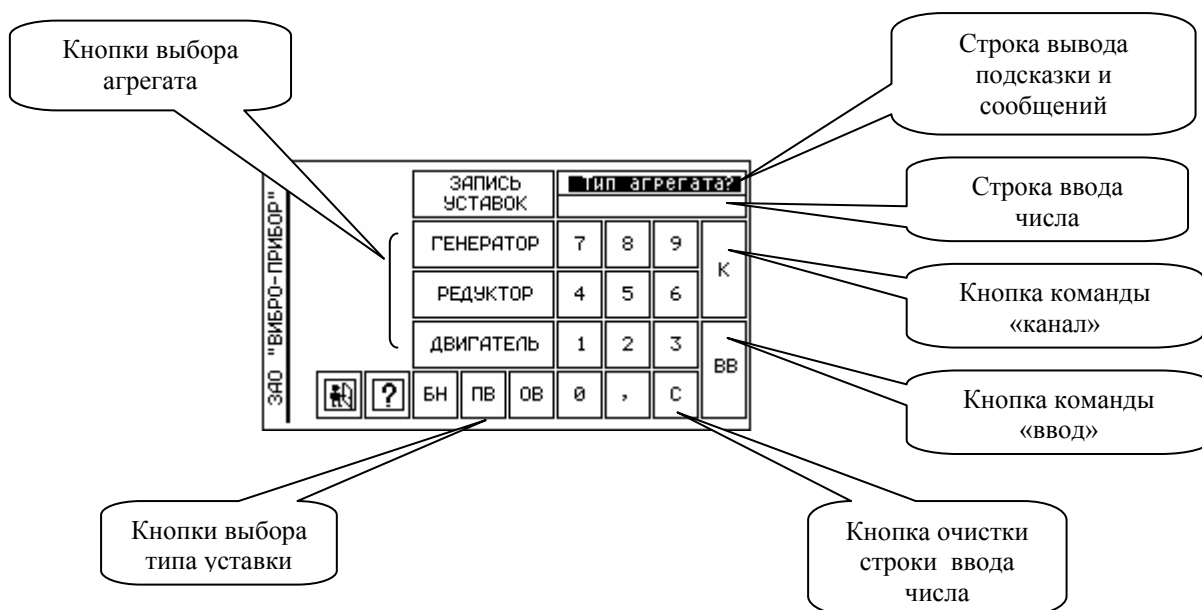 Кнопки выбора
агрегата
Строка вывода
подсказки и
сообщений
ЗАО "ВИБРО-ПРИБОР"
ЗАПИСЬ
УСТАВОК
Тип агрегата?
Строка ввода
числа
ГЕНЕРАТОР 7 8 9 К
РЕДУКТОР 4 5 6
Кнопка команды
«канал»
ДВИГАТЕЛЬ 1 2 3 ВВ
? БН ПВ ОВ 0 , С
Кнопка команды
«ввод»
Кнопки выбора
типа уставки
Кнопка очистки
строки ввода
числа